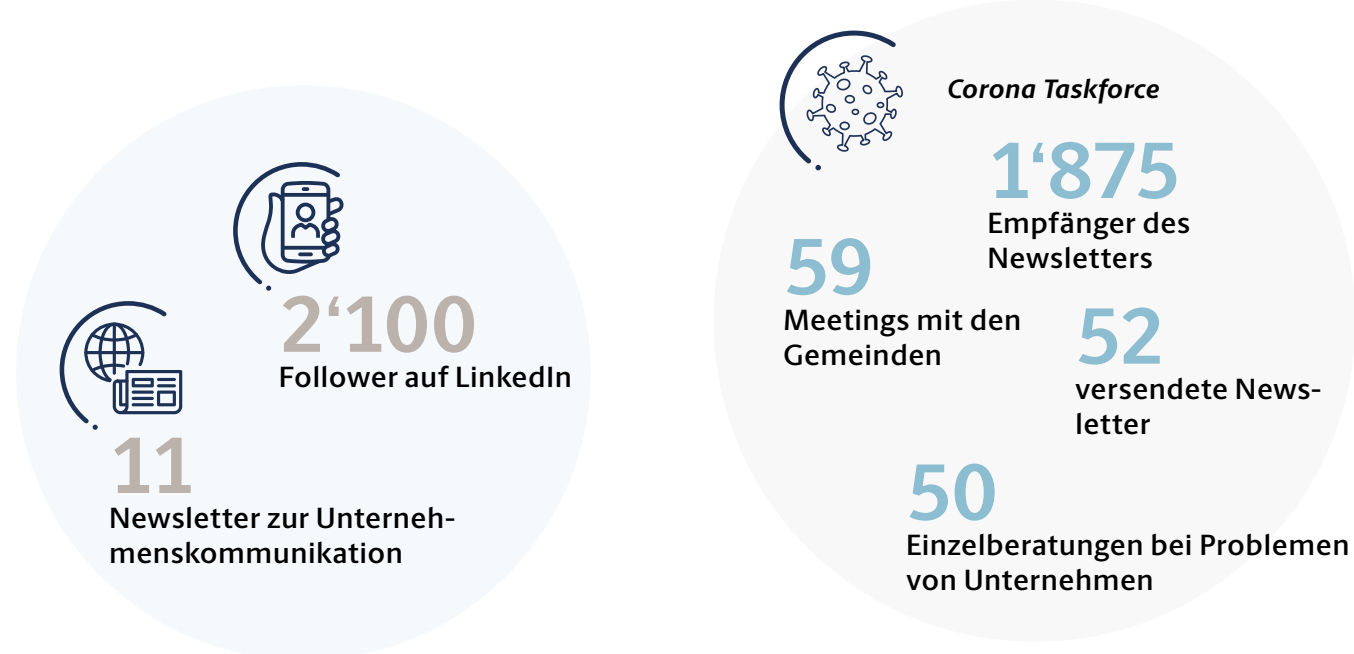 2‘100
Follower auf LinkedIn
11
Newsletter zur Unterneh-
menskommunikation
Corona Taskforce
1‘875
Empfänger des
Newsletters
59
Meetings mit den
Gemeinden
52
versendete News-
letter
50
Einzelberatungen bei Problemen
von Unternehmen